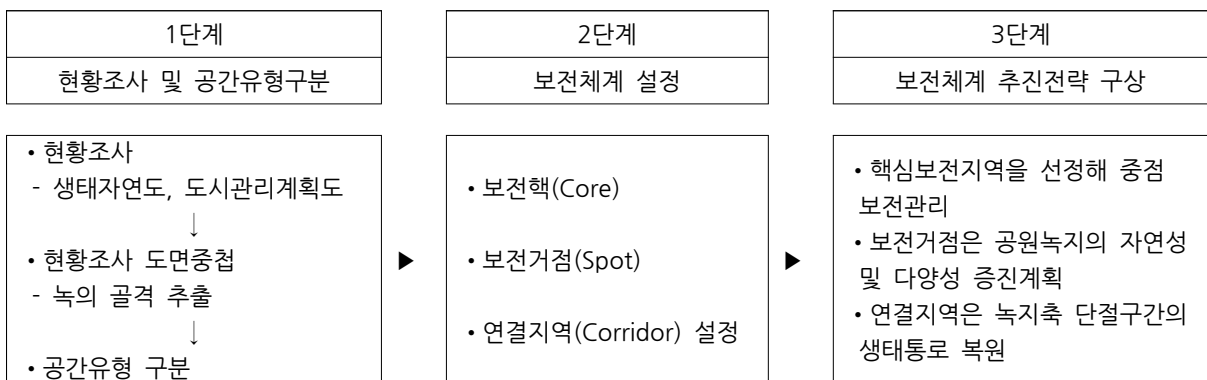 1단계
현황조사 및 공간유형구분
• 현황조사
- 생태자연도, 도시관리계획도
↓
• 현황조사 도면중첩
- 녹의 골격 추출
↓
• 공간유형 구분
▶
2단계
보전체계 설정
• 보전핵(Core)
• 보전거점(Spot)
• 연결지역(Corridor) 설정
▶
3단계
보전체계 추진전략 구상
• 핵심보전지역을 선정해 중점
보전관리
• 보전거점은 공원녹지의 자연성
및 다양성 증진계획
• 연결지역은 녹지축 단절구간의
생태통로 복원